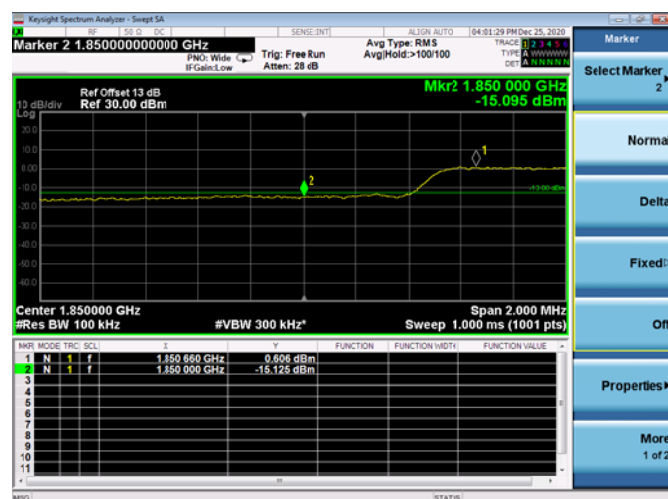 Keysight Spectrum Analyzer - Swept SA
RF 50 Ω DC SENSE:INT ALIGN AUTO 04:01:29 PM Dec 25, 2020
Marker 2 1.850000000000 GHz
PNO: Wide
IFGain:Low
Trig: Free Run
Atten: 28 dB
Avg Type: RMS
Avg|Hold:>100/100
TRACE 1 2 3 4 5 6
TYPE A WWWWW
DET A N N N N N
Mkr2 1.850 000 GHz
-15.095 dBm
Ref Offset 13 dB
10 dB/div Ref 30.00 dBm
Log
20.0
10.0
0.00
-10.0
-20.0
-30.0
-40.0
-50.0
-60.0
1
2
-13.00 dBm
Center 1.850000 GHz Span 2.000 MHz
#Res BW 100 kHz #VBW 300 kHz* Sweep 1.000 ms (1001 pts)
MKR MODE TRC SCL X Y FUNCTION FUNCTION WIDTH FUNCTION VALUE
1 N 1 f 1.850 660 GHz 0.606 dBm
2 N 1 f 1.850 000 GHz -15.125 dBm
3
4
5
6
7
8
9
10
11
MSG STATUS
Marker
Select Marker
2
Norma
Delta
Fixed
Off
Properties
More
1 of 2